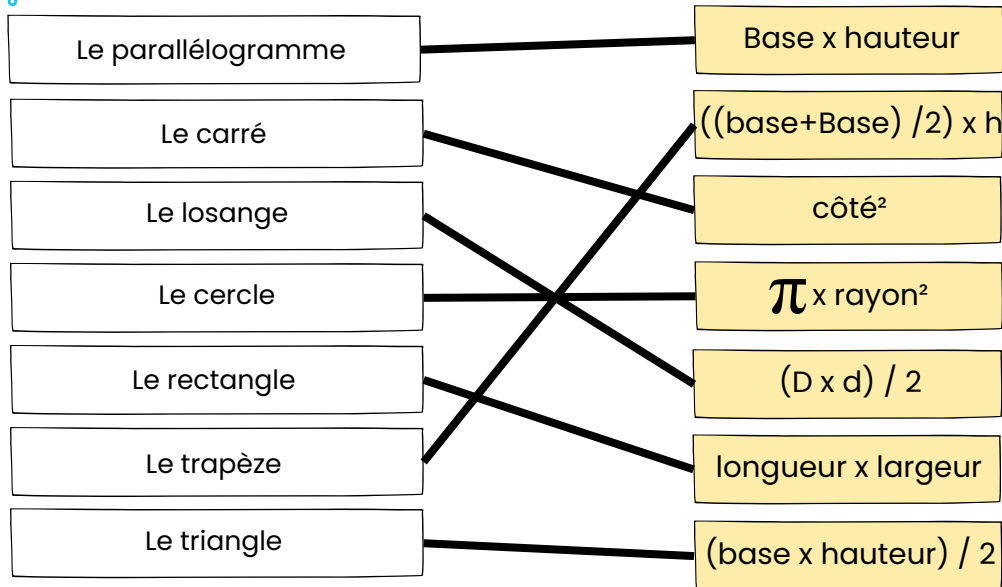 Le parallélogramme
Base x hauteur
Le carré
((base+Base) /2) x h
Le losange
côté²
Le cercle
π x rayon²
Le rectangle
(D x d) / 2
Le trapèze
longueur x largeur
Le triangle
(base x hauteur) / 2